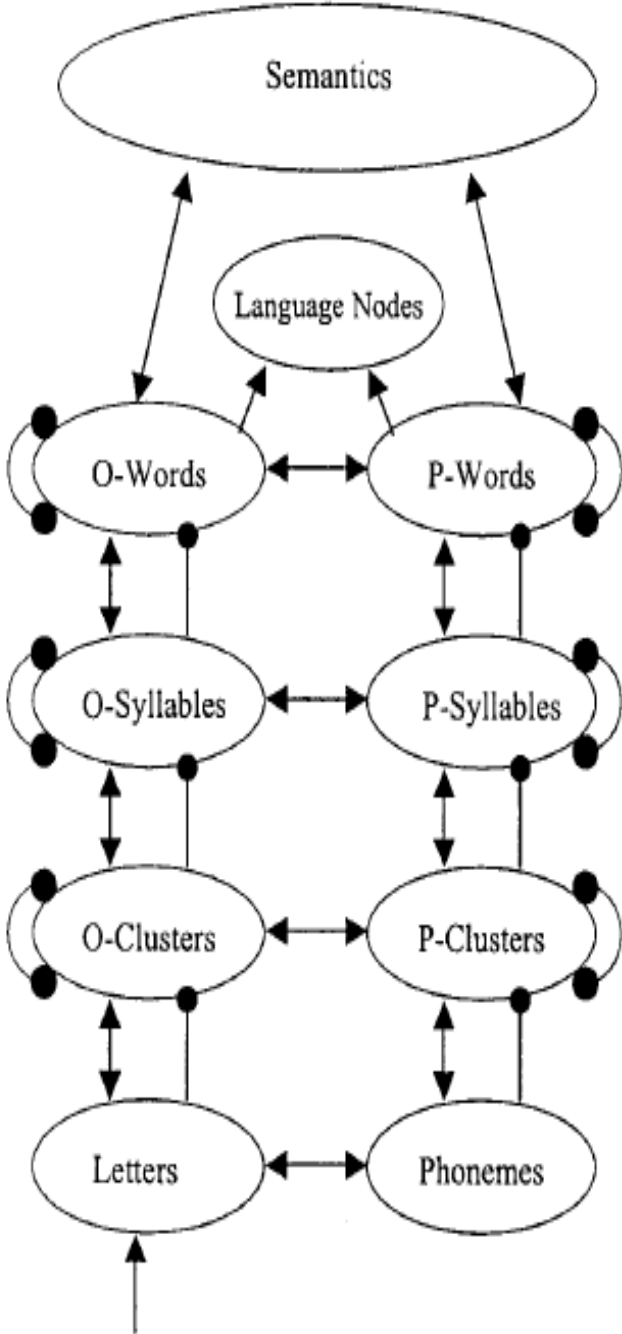 Semantics
Language Nodes
O-Words
P-Words
O-Syllables
P-Syllables
O-Clusters
P-Clusters
Letters
Phonemes